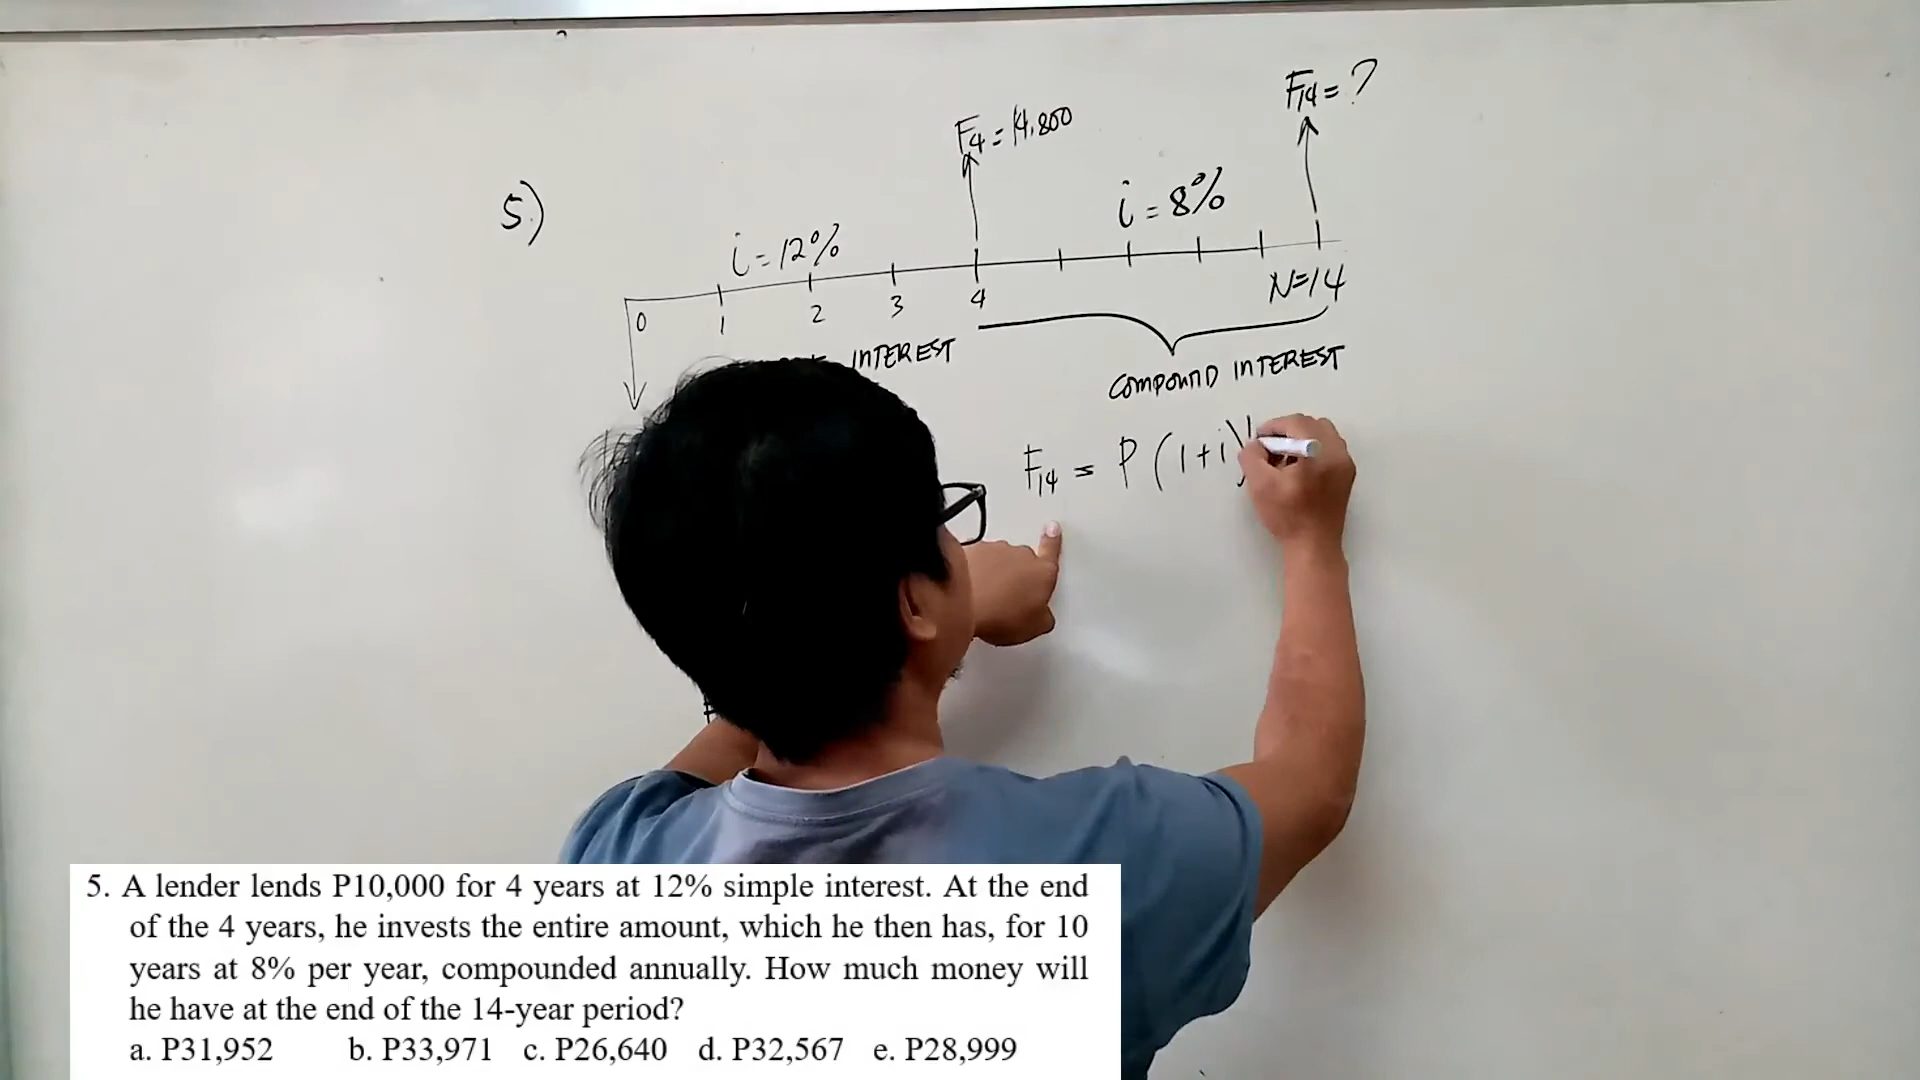 F14 = ?
F4 = 14,800
5.)
i = 8%
i = 12%
0 1 2 3 4 N=14
INTEREST
COMPOUND INTEREST
F14 = P (1+i)
5. A lender lends P10,000 for 4 years at 12% simple interest. At the end
of the 4 years, he invests the entire amount, which he then has, for 10
years at 8% per year, compounded annually. How much money will
he have at the end of the 14-year period?
a. P31,952 b. P33,971 c. P26,640 d. P32,567 e. P28,999